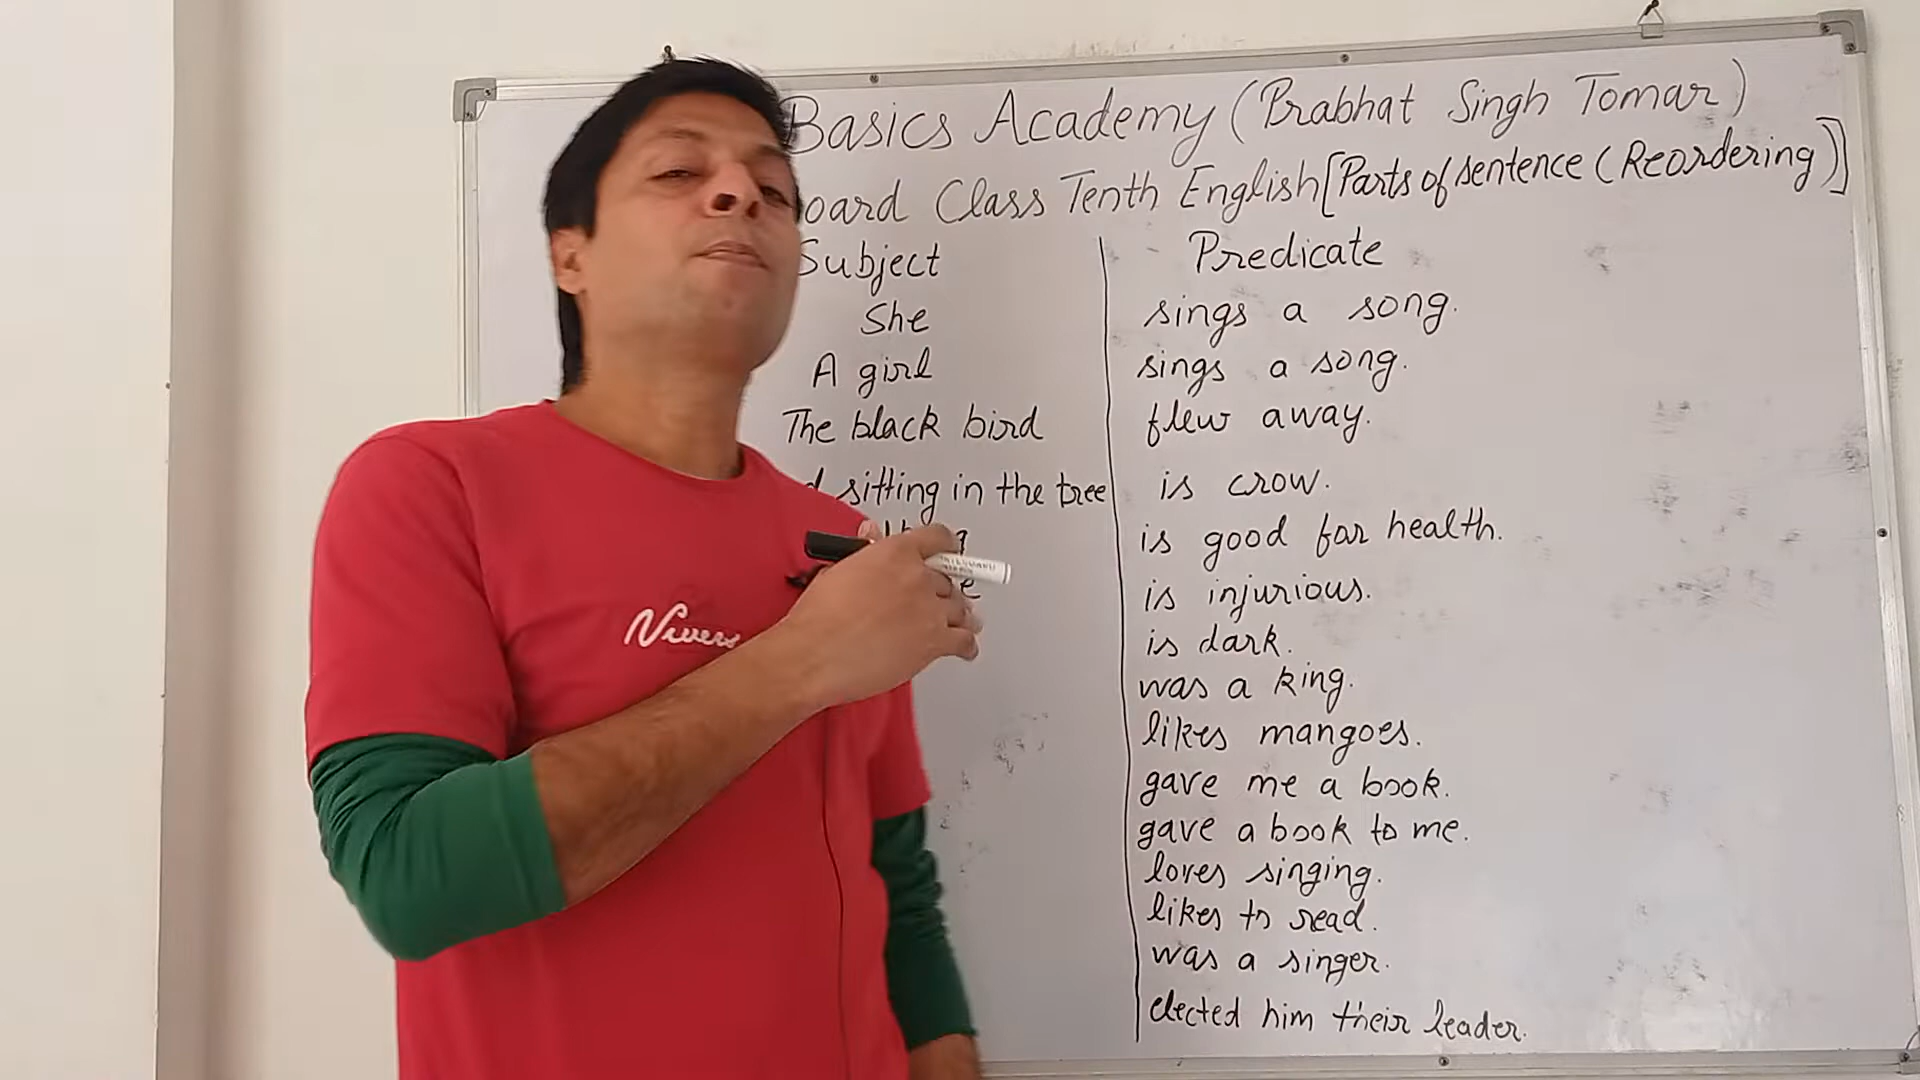 Basics Academy (Prabhat Singh Tomar)
oard Class Tenth English [Parts of sentence (Reordering)]
Subject Predicate
She sings a song.
A girl sings a song.
The black bird flew away.
d sitting in the tree is crow.
is good for health.
is injurious.
is dark.
was a king.
likes mangoes.
gave me a book.
gave a book to me.
loves singing.
likes to read.
was a singer.
elected him their leader.